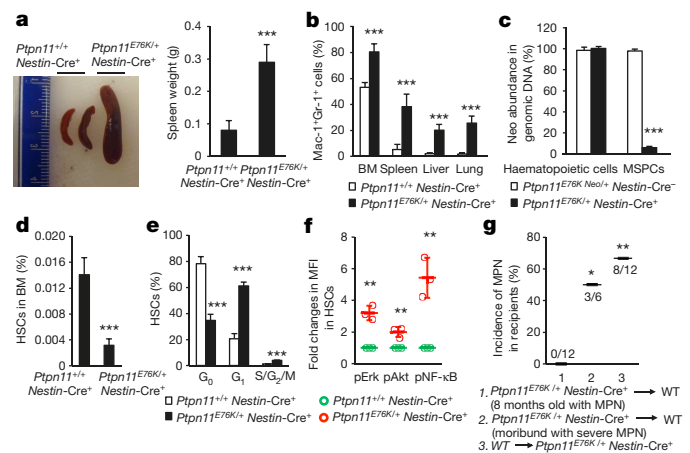 a
Ptpn11+/+
Nestin-Cre+
Ptpn11E76K/+
Nestin-Cre+
Spleen weight (g)
0.4
0.3
0.2
0.1
0
***
Ptpn11+/+ Ptpn11E76K/+
Nestin-Cre+ Nestin-Cre+
b
Mac-1+Gr-1+ cells (%)
100
80
60
40
20
0
*** *** *** ***
BM Spleen Liver Lung
Ptpn11+/+ Nestin-Cre+
Ptpn11E76K/+ Nestin-Cre+
c
Neo abundance in
genomic DNA (%)
120
100
80
60
40
20
0
***
Haematopoietic cells MSPCs
Ptpn11E76K Neo/+ Nestin-Cre−
Ptpn11E76K/+ Nestin-Cre+
d
HSCs in BM (%)
0.020
0.016
0.012
0.008
0.004
0.000
***
Ptpn11+/+ Ptpn11E76K/+
Nestin-Cre+ Nestin-Cre+
e
HSCs (%)
100
80
60
40
20
0
*** *** ***
G0 G1 S/G2/M
Ptpn11+/+ Nestin-Cre+
Ptpn11E76K/+ Nestin-Cre+
f
Fold changes in MFI
in HSCs
8
6
4
2
0
** ** **
pErk pAkt pNF-κB
Ptpn11+/+ Nestin-Cre+
Ptpn11E76K/+ Nestin-Cre+
g
Incidence of MPN
in recipients (%)
80
60
40
20
0
0/12
*
3/6
**
8/12
1 2 3
1. Ptpn11E76K/+ Nestin-Cre+ → WT
(8 months old with MPN)
2. Ptpn11E76K/+ Nestin-Cre+ → WT
(moribund with severe MPN)
3. WT → Ptpn11E76K/+ Nestin-Cre+